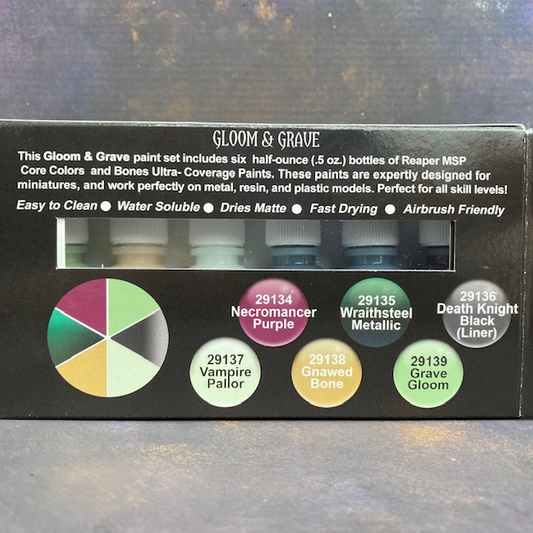 GLOOM & GRAVE
This Gloom & Grave paint set includes six half-ounce (.5 oz.) bottles of Reaper MSP
Core Colors and Bones Ultra- Coverage Paints. These paints are expertly designed for
miniatures, and work perfectly on metal, resin, and plastic models. Perfect for all skill levels!
Easy to Clean ● Water Soluble ● Dries Matte ● Fast Drying ● Airbrush Friendly
29134
Necromancer
Purple
29135
Wraithsteel
Metallic
29136
Death Knight
Black
(Liner)
29137
Vampire
Pallor
29138
Gnawed
Bone
29139
Grave
Gloom